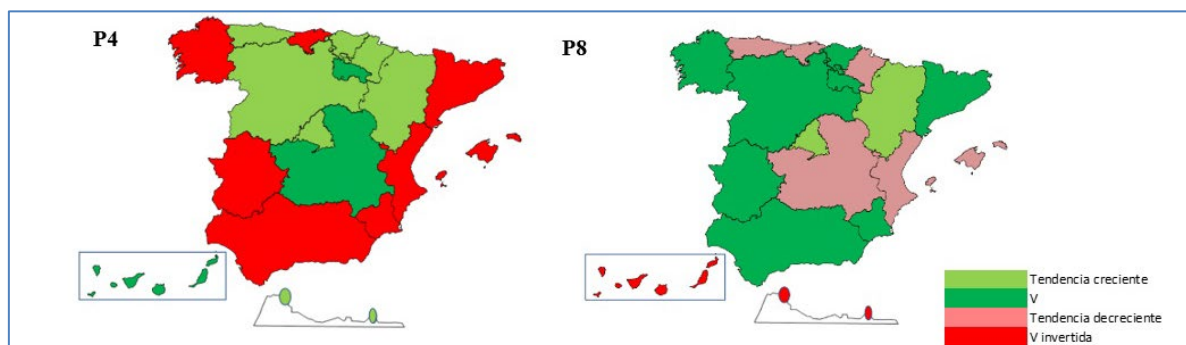 P4
P8
Tendencia creciente
V
Tendencia decreciente
V invertida